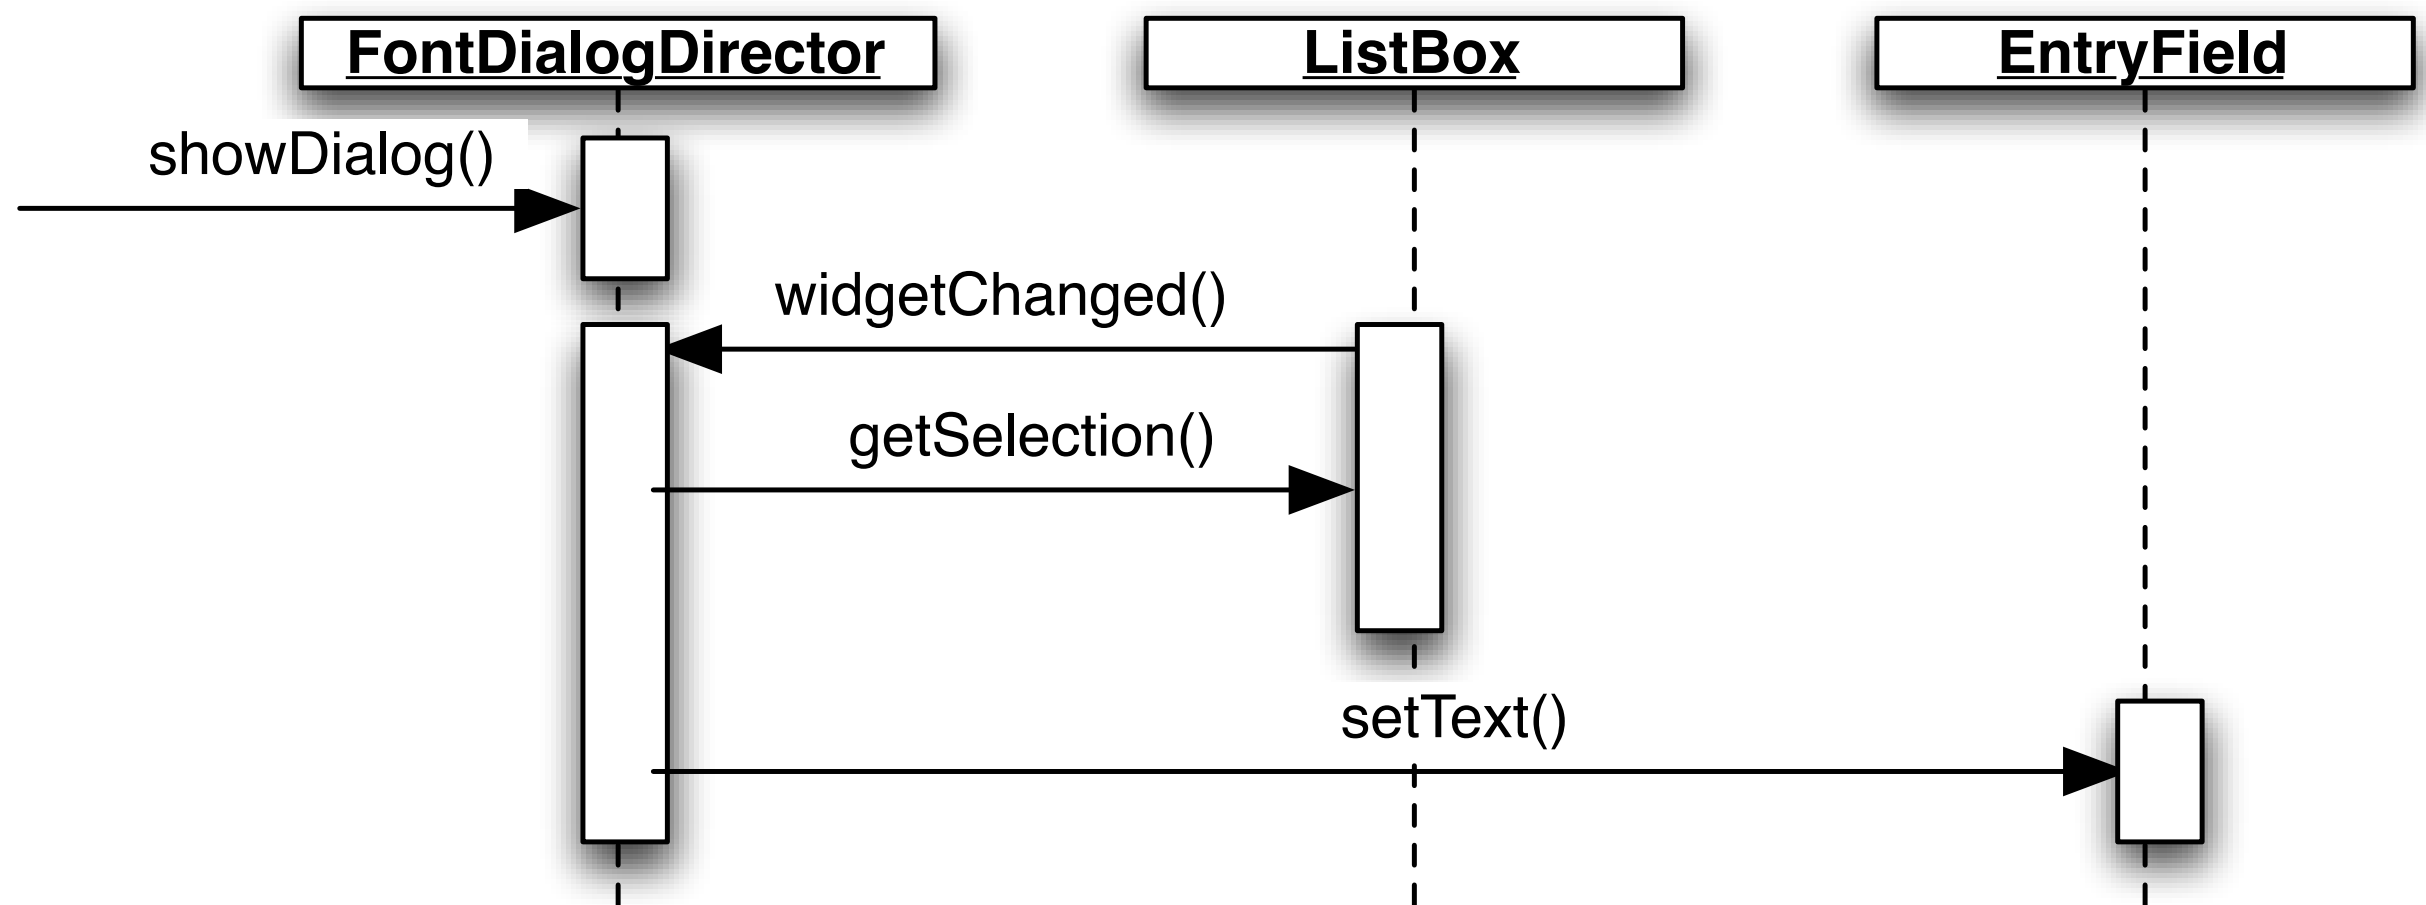 FontDialogDirector
ListBox
EntryField
showDialog()
widgetChanged()
getSelection()
setText()